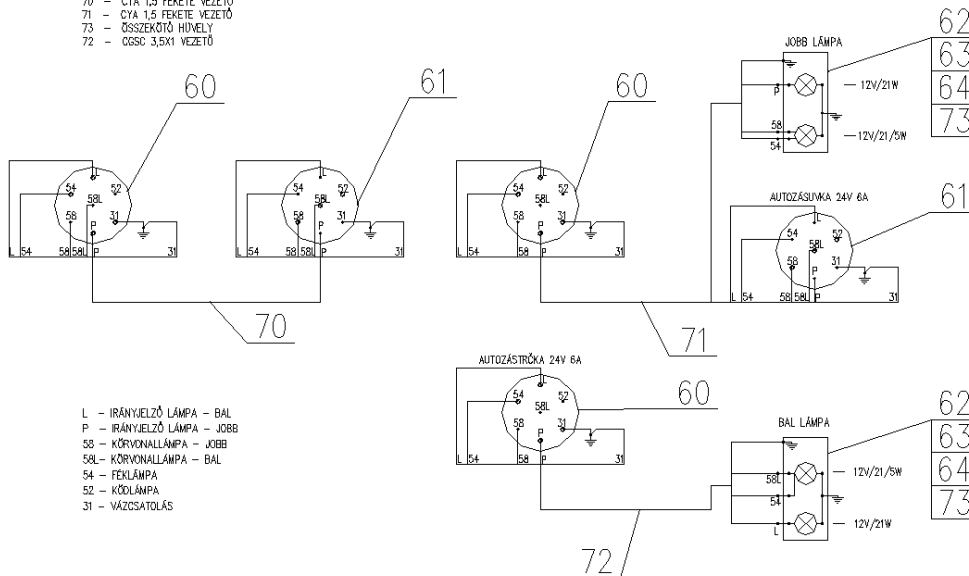 70 - CYA 1,5 FEKETE VEZETŐ
71 - CYA 1,5 FEKETE VEZETŐ
73 - ÖSSZEKÖTŐ HÜVELY
72 - CGSC 3,5X1 VEZETŐ
60
61
60
JOBB LÁMPA
62
63
64
73
P
12V/21W
58
54
12V/21/5W
L
54
52
58L
58
31
P
L 54 58 58L P 31
L
54
52
58L
58
31
P
L 54 58 58L P 31
L
54
52
58L
58
31
P
L 54 58 P 31
AUTOZÁSUVKA 24V 6A
61
L
54
52
58L
58
31
P
L 54 58 58L P 31
70
71
AUTOZÁSTRČKA 24V 6A
60
L
54
52
58L
58
31
P
L 54 58 P 31
72
L - IRÁNYJELZŐ LÁMPA - BAL
P - IRÁNYJELZŐ LÁMPA - JOBB
58 - KÖRVONALLÁMPA - JOBB
58L- KÖRVONALLÁMPA - BAL
54 - FÉKLÁMPA
52 - KÖDLÁMPA
31 - VÁZCSATOLÁS
BAL LÁMPA
62
63
64
73
58L
12V/21/5W
54
L
12V/21W